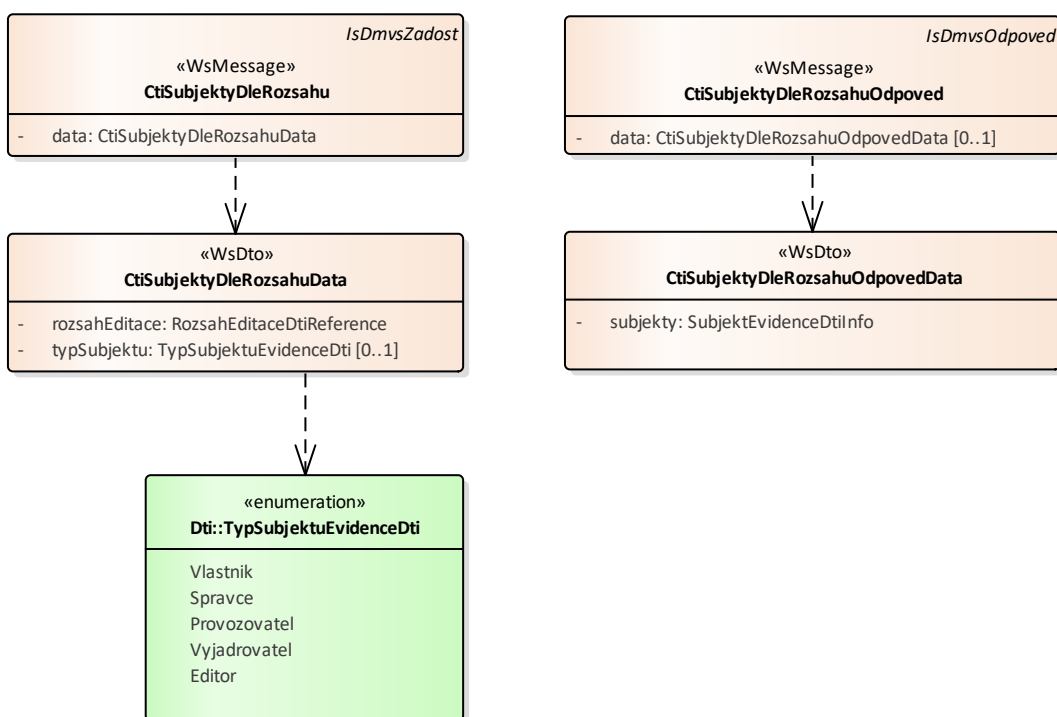 IsDmvsZadost
«WsMessage»
CtiSubjektyDleRozsahu
- data: CtiSubjektyDleRozsahuData
«WsDto»
CtiSubjektyDleRozsahuData
- rozsahEditace: RozsahEditaceDtiReference
- typSubjektu: TypSubjektuEvidenceDti [0..1]
«enumeration»
Dti::TypSubjektuEvidenceDti
Vlastnik
Spravce
Provozovatel
Vyjadrovatel
Editor
IsDmvsOdpoved
«WsMessage»
CtiSubjektyDleRozsahuOdpoved
- data: CtiSubjektyDleRozsahuOdpovedData [0..1]
«WsDto»
CtiSubjektyDleRozsahuOdpovedData
- subjekty: SubjektEvidenceDtiInfo